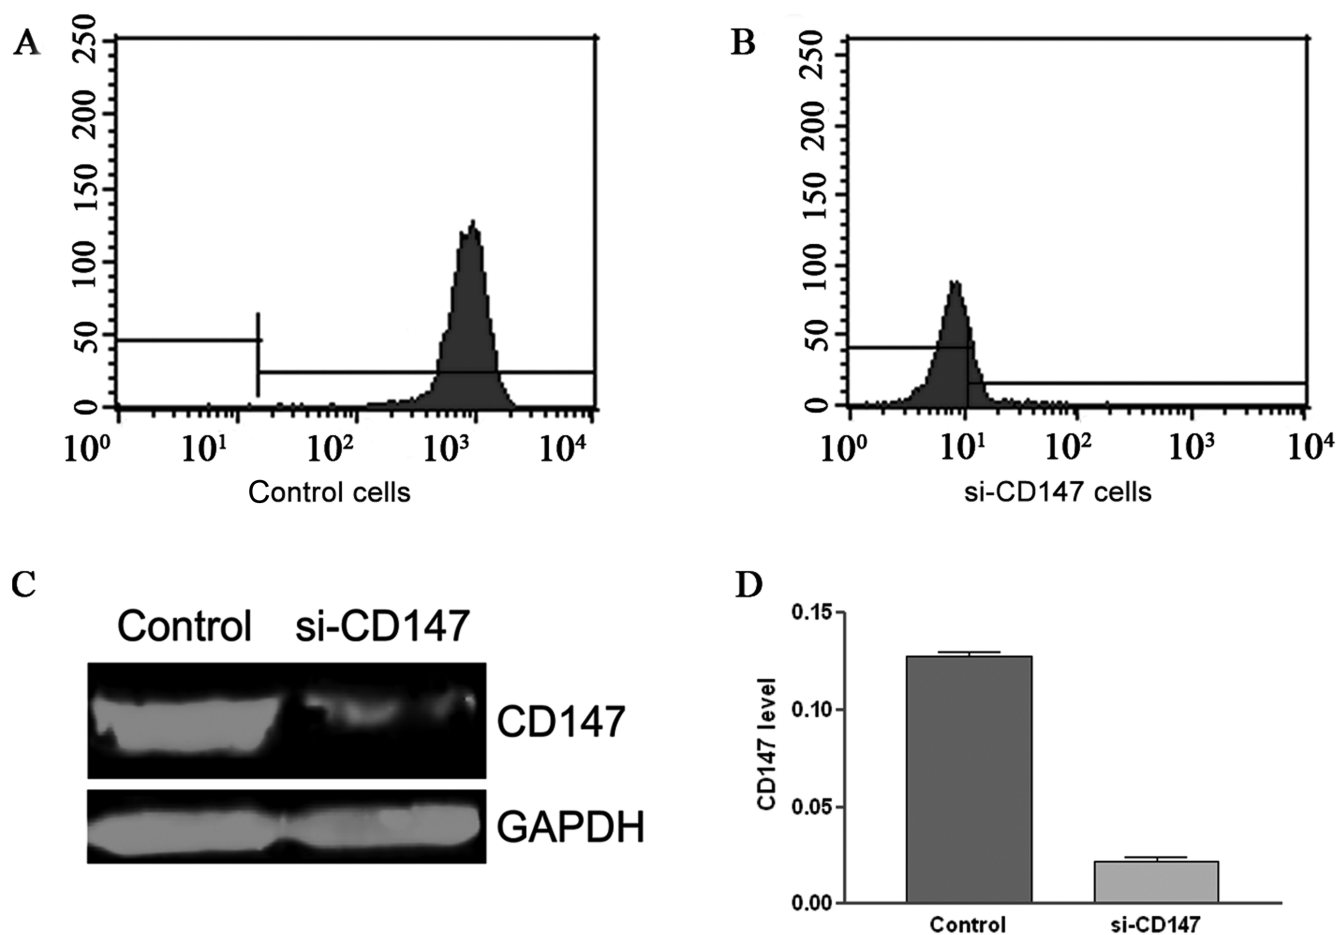 A
250
200
150
100
50
0
10⁰ 10¹ 10² 10³ 10⁴
Control cells
B
250
200
150
100
50
0
10⁰ 10¹ 10² 10³ 10⁴
si-CD147 cells
C
Control si-CD147
CD147
GAPDH
D
CD147 level
0.15
0.10
0.05
0.00
Control si-CD147